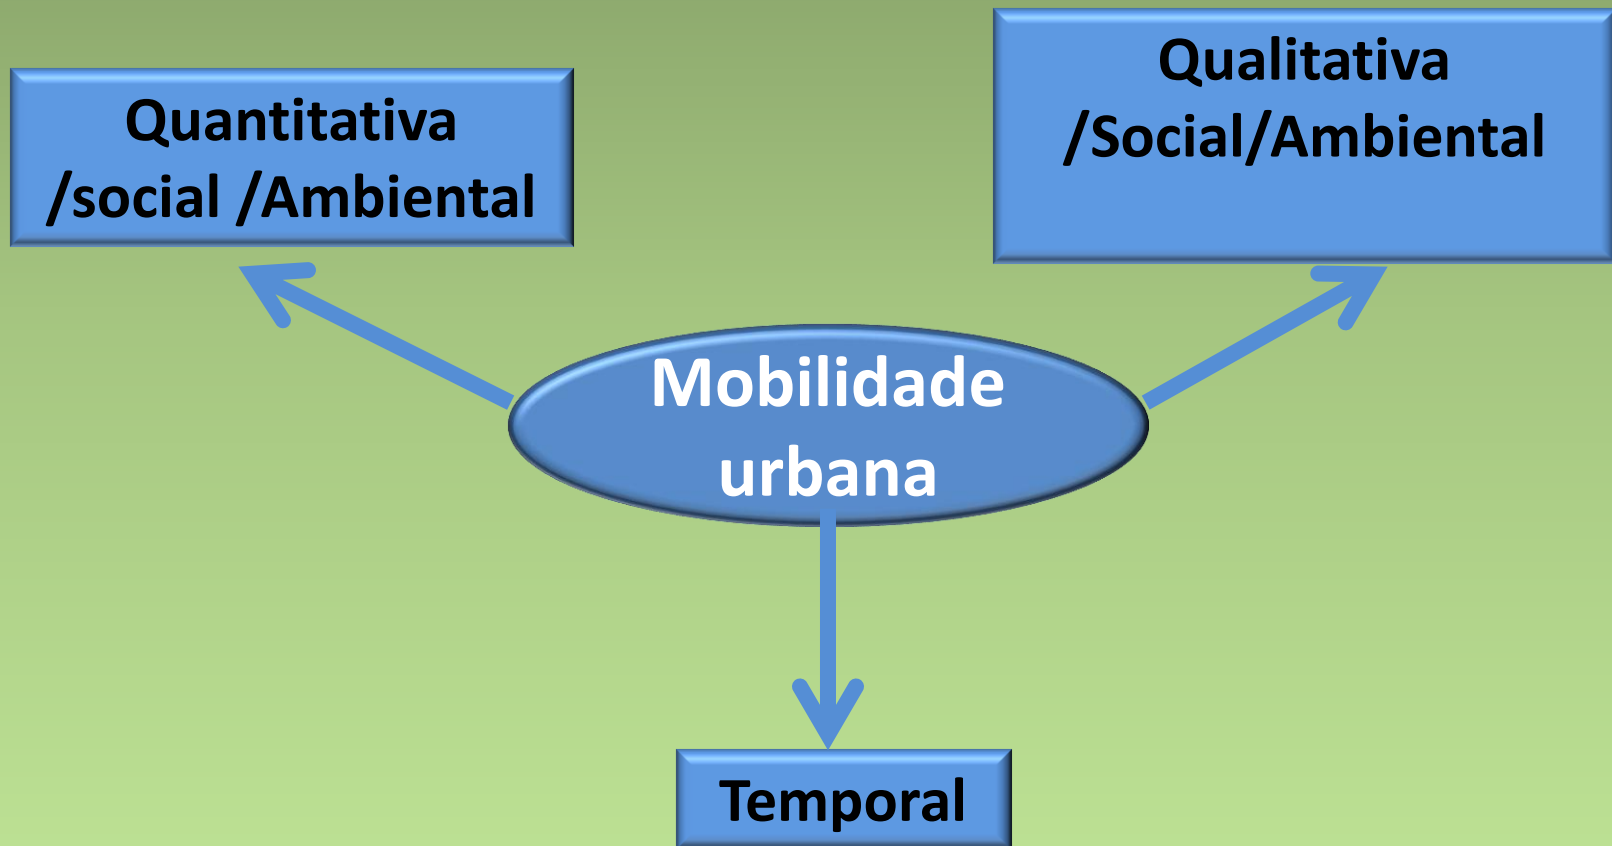 Quantitativa
/social /Ambiental
Qualitativa
/Social/Ambiental
Mobilidade
urbana
Temporal